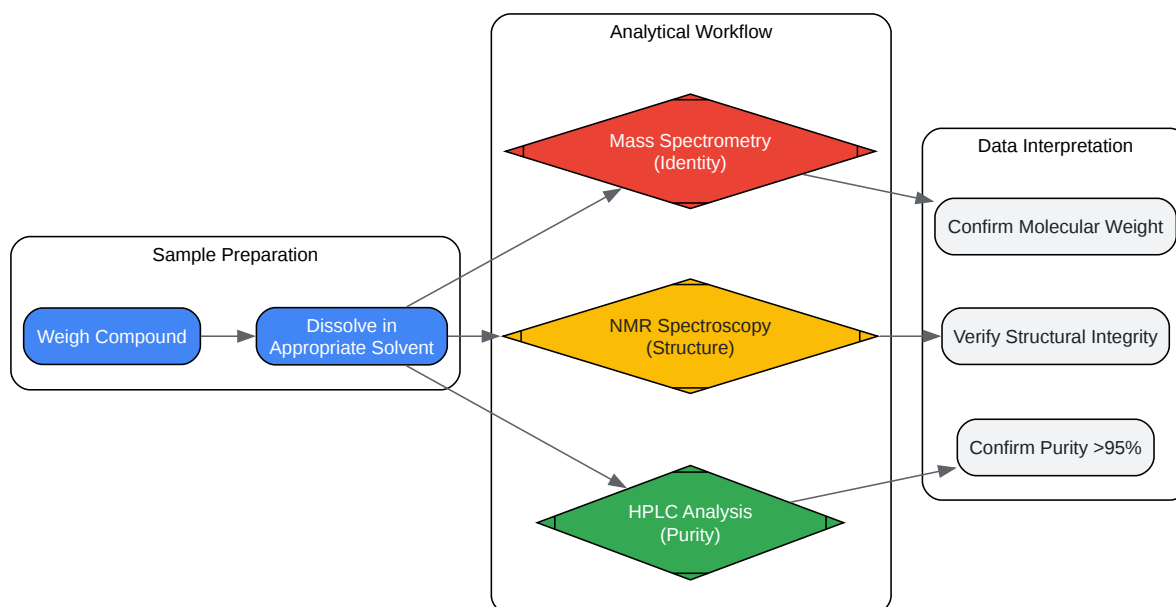 Sample Preparation
Weigh Compound
Dissolve in
Appropriate Solvent
Analytical Workflow
Mass Spectrometry
(Identity)
NMR Spectroscopy
(Structure)
HPLC Analysis
(Purity)
Data Interpretation
Confirm Molecular Weight
Verify Structural Integrity
Confirm Purity >95%